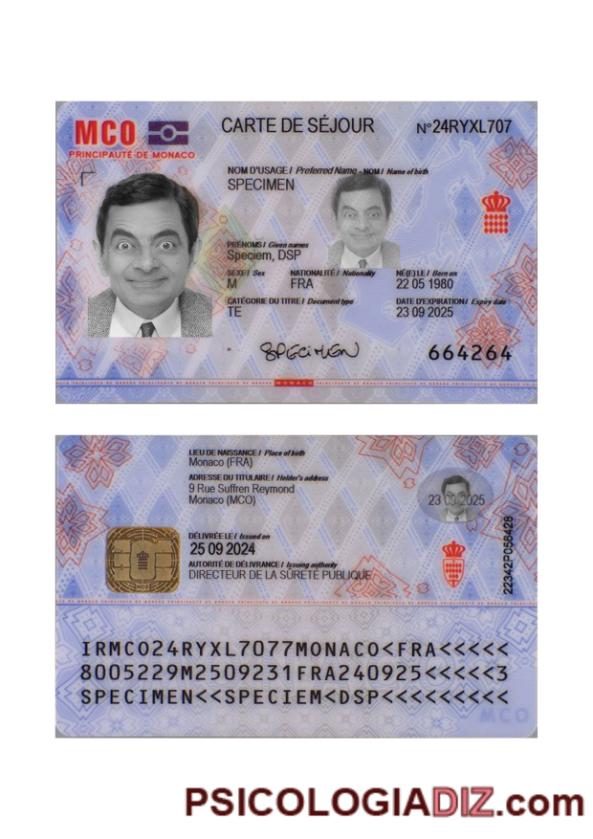 MCO
CARTE DE SÉJOUR
N° 24RYXL707
PRINCIPAUTÉ DE MONACO
NOM D'USAGE / Preferred Name - NOM / Name of birth
SPECIMEN
PRÉNOMS / Given names
Speciem, DSP
SEXE / Sex NATIONALITÉ / Nationality NÉ(E) LE / Born on
M FRA 22 05 1980
CATÉGORIE DU TITRE / Document type DATE D'EXPIRATION / Expiry date
TE 23 09 2025
SPECIMEN
664264
MONACO
LIEU DE NAISSANCE / Place of birth
Monaco (FRA)
ADRESSE DU TITULAIRE / Holder's address
9 Rue Suffren Reymond
Monaco (MCO)
23 09 2025
DÉLIVRÉE LE / Issued on
25 09 2024
AUTORITÉ DE DÉLIVRANCE / Issuing authority
DIRECTEUR DE LA SÛRETÉ PUBLIQUE
22342P056428
IRMCO24RYXL7077MONACO<FRA<<<<<
8005229M2509231FRA240925<<<<<3
SPECIMEN<<SPECIEM<DSP<<<<<<<<<
MCO
PSICOLOGIADIZ.com